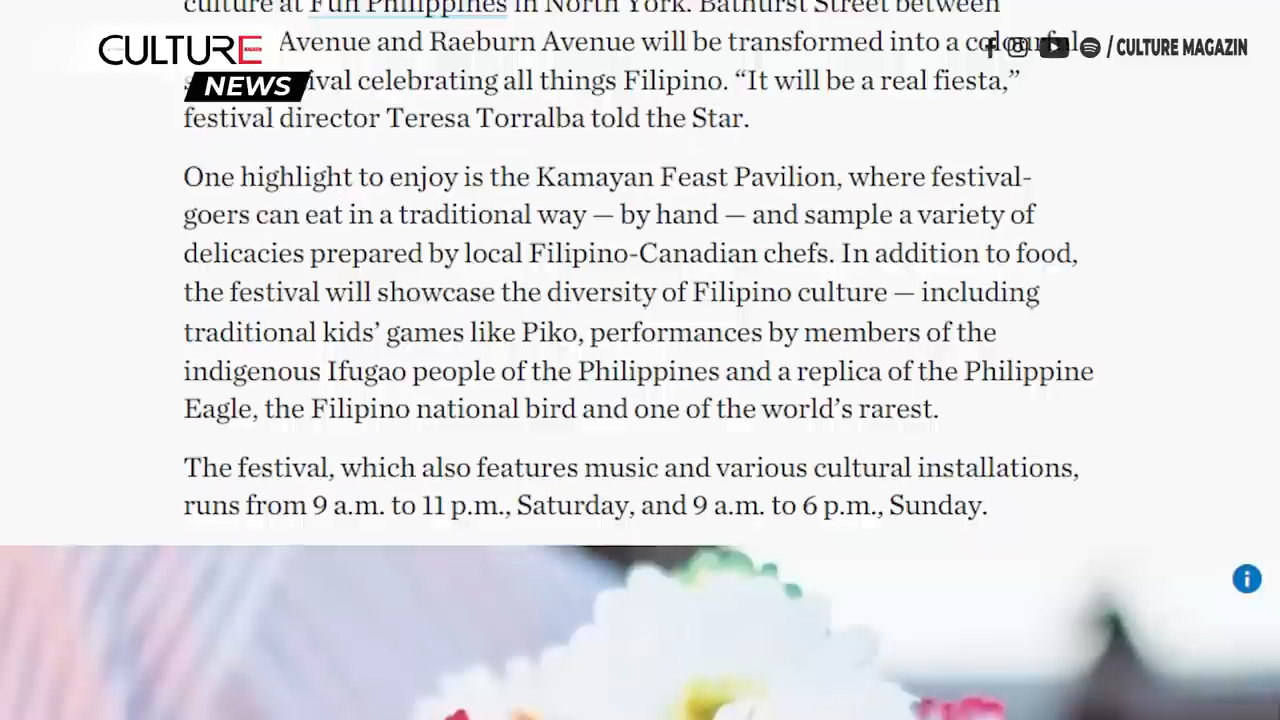 culture at Fun Philippines in North York. Bathurst Street between
Avenue and Raeburn Avenue will be transformed into a colourful
ival celebrating all things Filipino. “It will be a real fiesta,”
festival director Teresa Torralba told the Star.
One highlight to enjoy is the Kamayan Feast Pavilion, where festival-
goers can eat in a traditional way — by hand — and sample a variety of
delicacies prepared by local Filipino-Canadian chefs. In addition to food,
the festival will showcase the diversity of Filipino culture — including
traditional kids’ games like Piko, performances by members of the
indigenous Ifugao people of the Philippines and a replica of the Philippine
Eagle, the Filipino national bird and one of the world’s rarest.
The festival, which also features music and various cultural installations,
runs from 9 a.m. to 11 p.m., Saturday, and 9 a.m. to 6 p.m., Sunday.
CULTURE
NEWS
/ CULTURE MAGAZIN